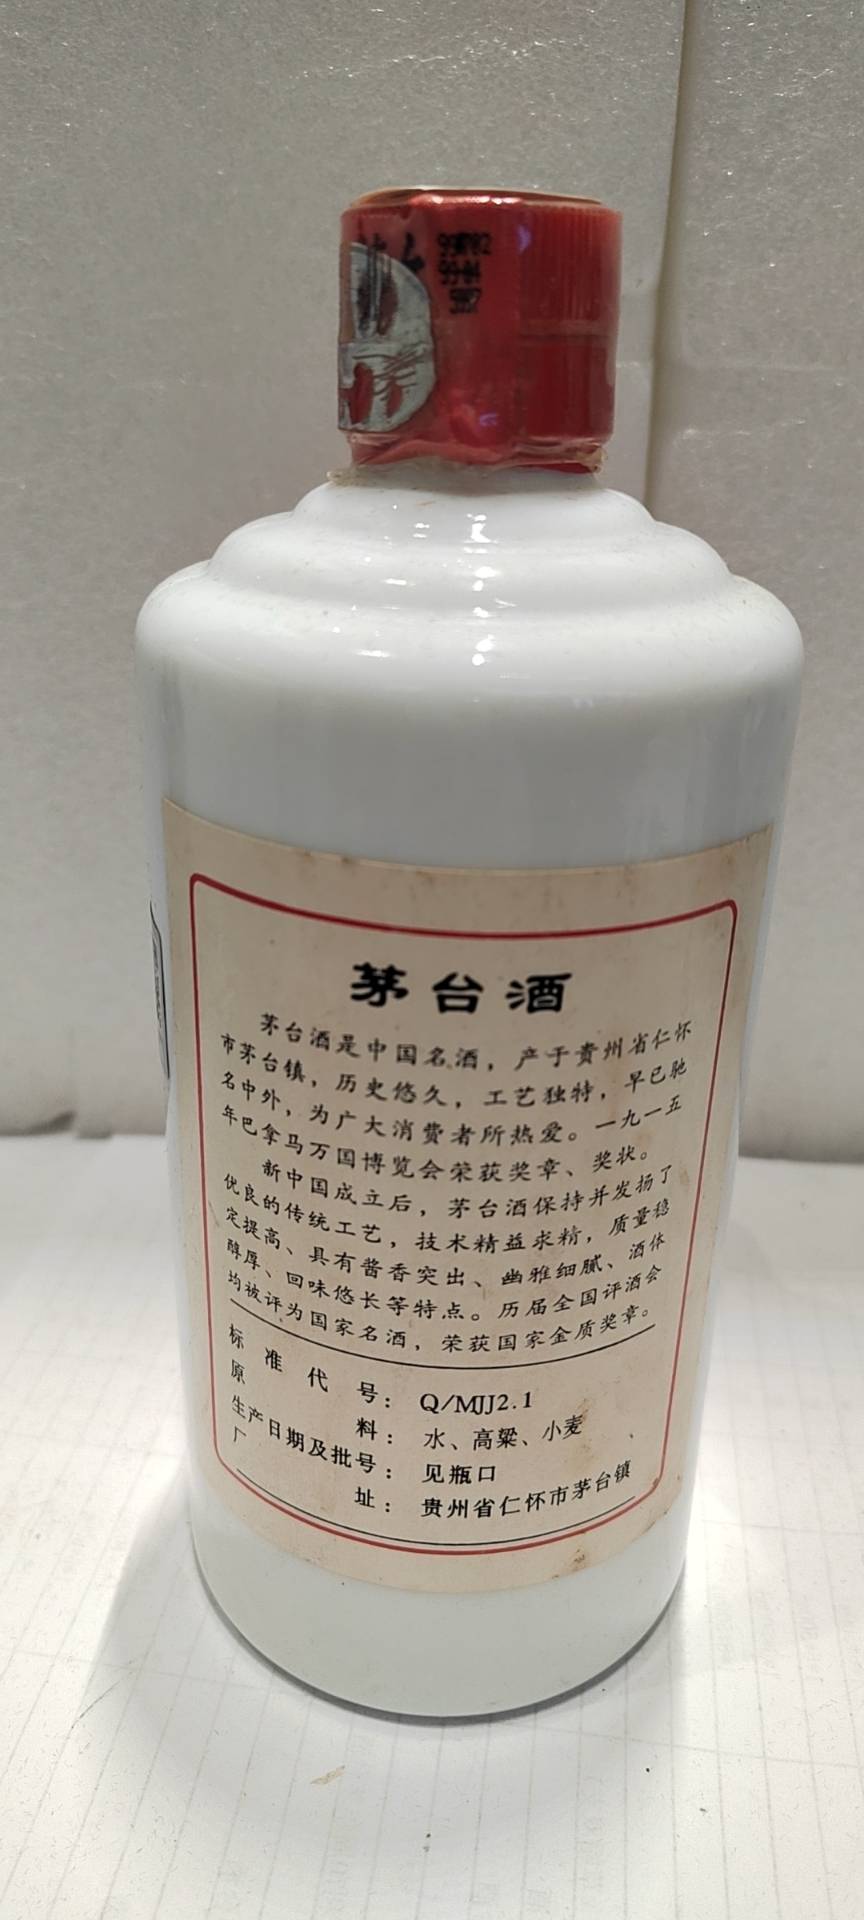 茅台酒
茅台酒是中国名酒，产于贵州省仁怀
市茅台镇，历史悠久，工艺独特，早已驰
名中外，为广大消费者所热爱。一九一五
年巴拿马万国博览会荣获奖章、奖状。
新中国成立后，茅台酒保持并发扬了
优良的传统工艺，技术精益求精，质量稳
定提高、具有酱香突出、幽雅细腻、酒体
醇厚、回味悠长等特点。历届全国评酒会
均被评为国家名酒，荣获国家金质奖章。
标准代号：Q/MJJ2.1
原料：水、高粱、小麦
生产日期及批号：见瓶口
厂址：贵州省仁怀市茅台镇